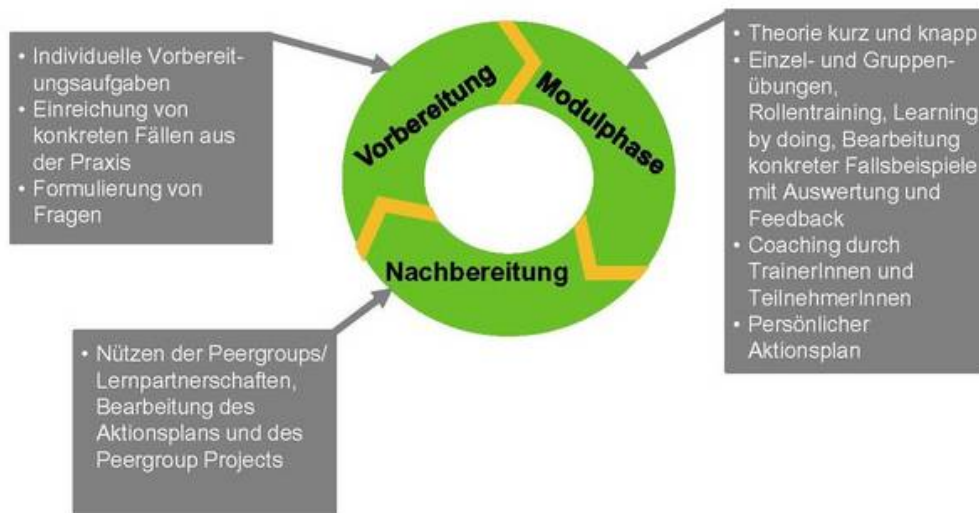 • Individuelle Vorbereit-
ungsaufgaben
• Einreichung von
konkreten Fällen aus
der Praxis
• Formulierung von
Fragen
Vorbereitung
Modulphase
Nachbereitung
• Theorie kurz und knapp
• Einzel- und Gruppen-
übungen,
Rollentraining, Learning
by doing, Bearbeitung
konkreter Fallsbeispiele
mit Auswertung und
Feedback
• Coaching durch
TrainerInnen und
TeilnehmerInnen
• Persönlicher
Aktionsplan
• Nützen der Peergroups/
Lernpartnerschaften,
Bearbeitung des
Aktionsplans und des
Peergroup Projects